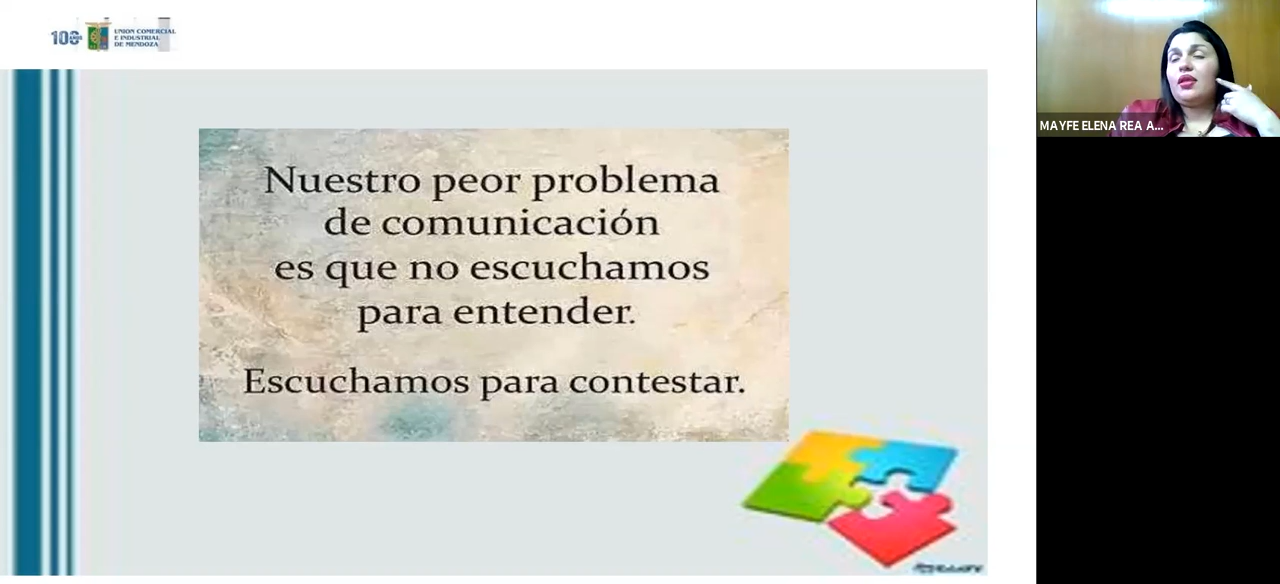 100 AÑOS
UNION COMERCIAL
E INDUSTRIAL
DE MENDOZA
MAYFE ELENA REA A...
Nuestro peor problema
de comunicación
es que no escuchamos
para entender.
Escuchamos para contestar.